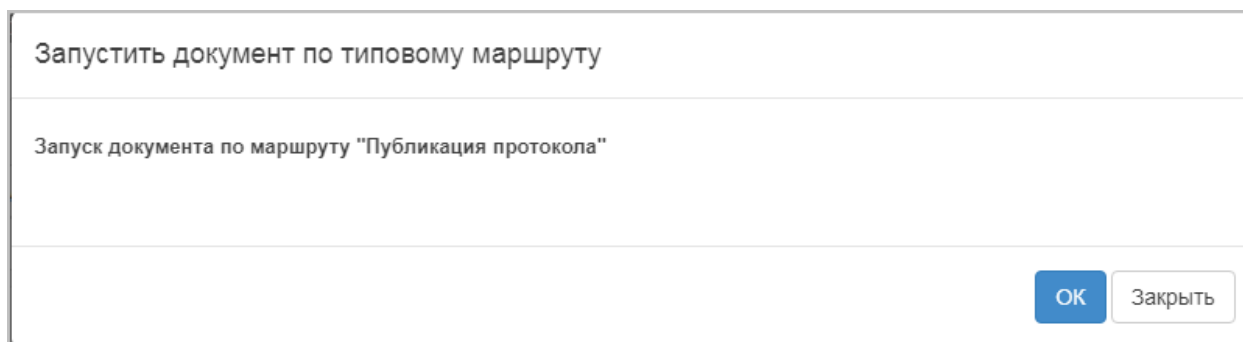 Запустить документ по типовому маршруту
Запуск документа по маршруту "Публикация протокола"
ОК Закрыть